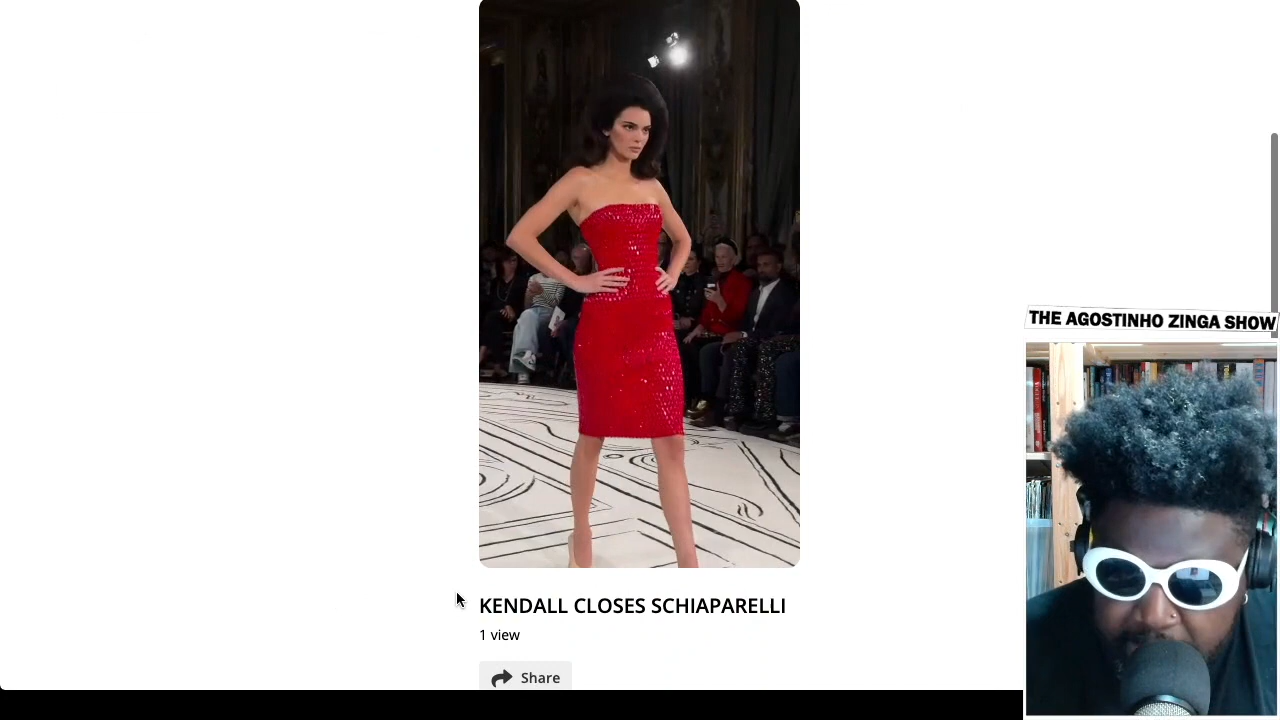 THE AGOSTINHO ZINGA SHOW
KENDALL CLOSES SCHIAPARELLI
1 view
Share